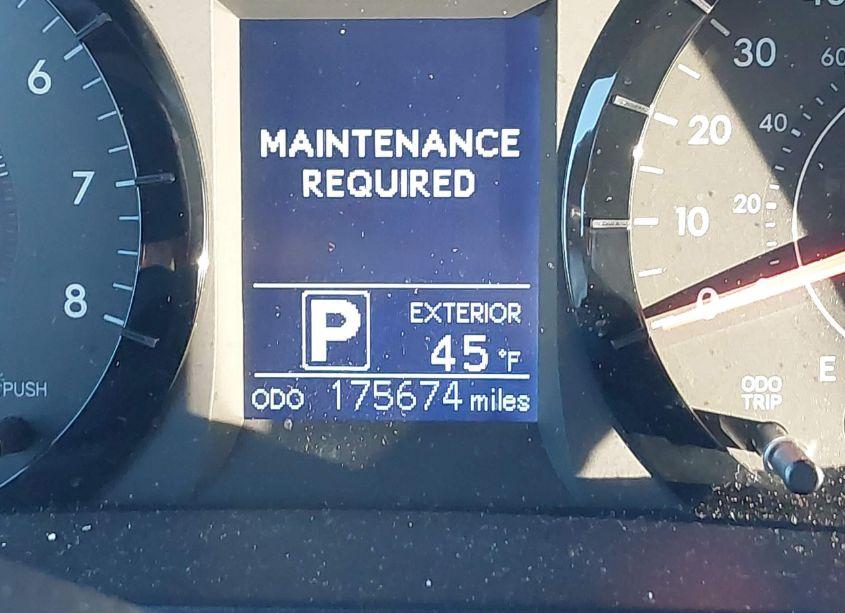 6
7
8
PUSH
MAINTENANCE
REQUIRED
P
EXTERIOR
45 °F
ODO 175674 miles
30
20
10
0
60
40
20
E
ODO
TRIP